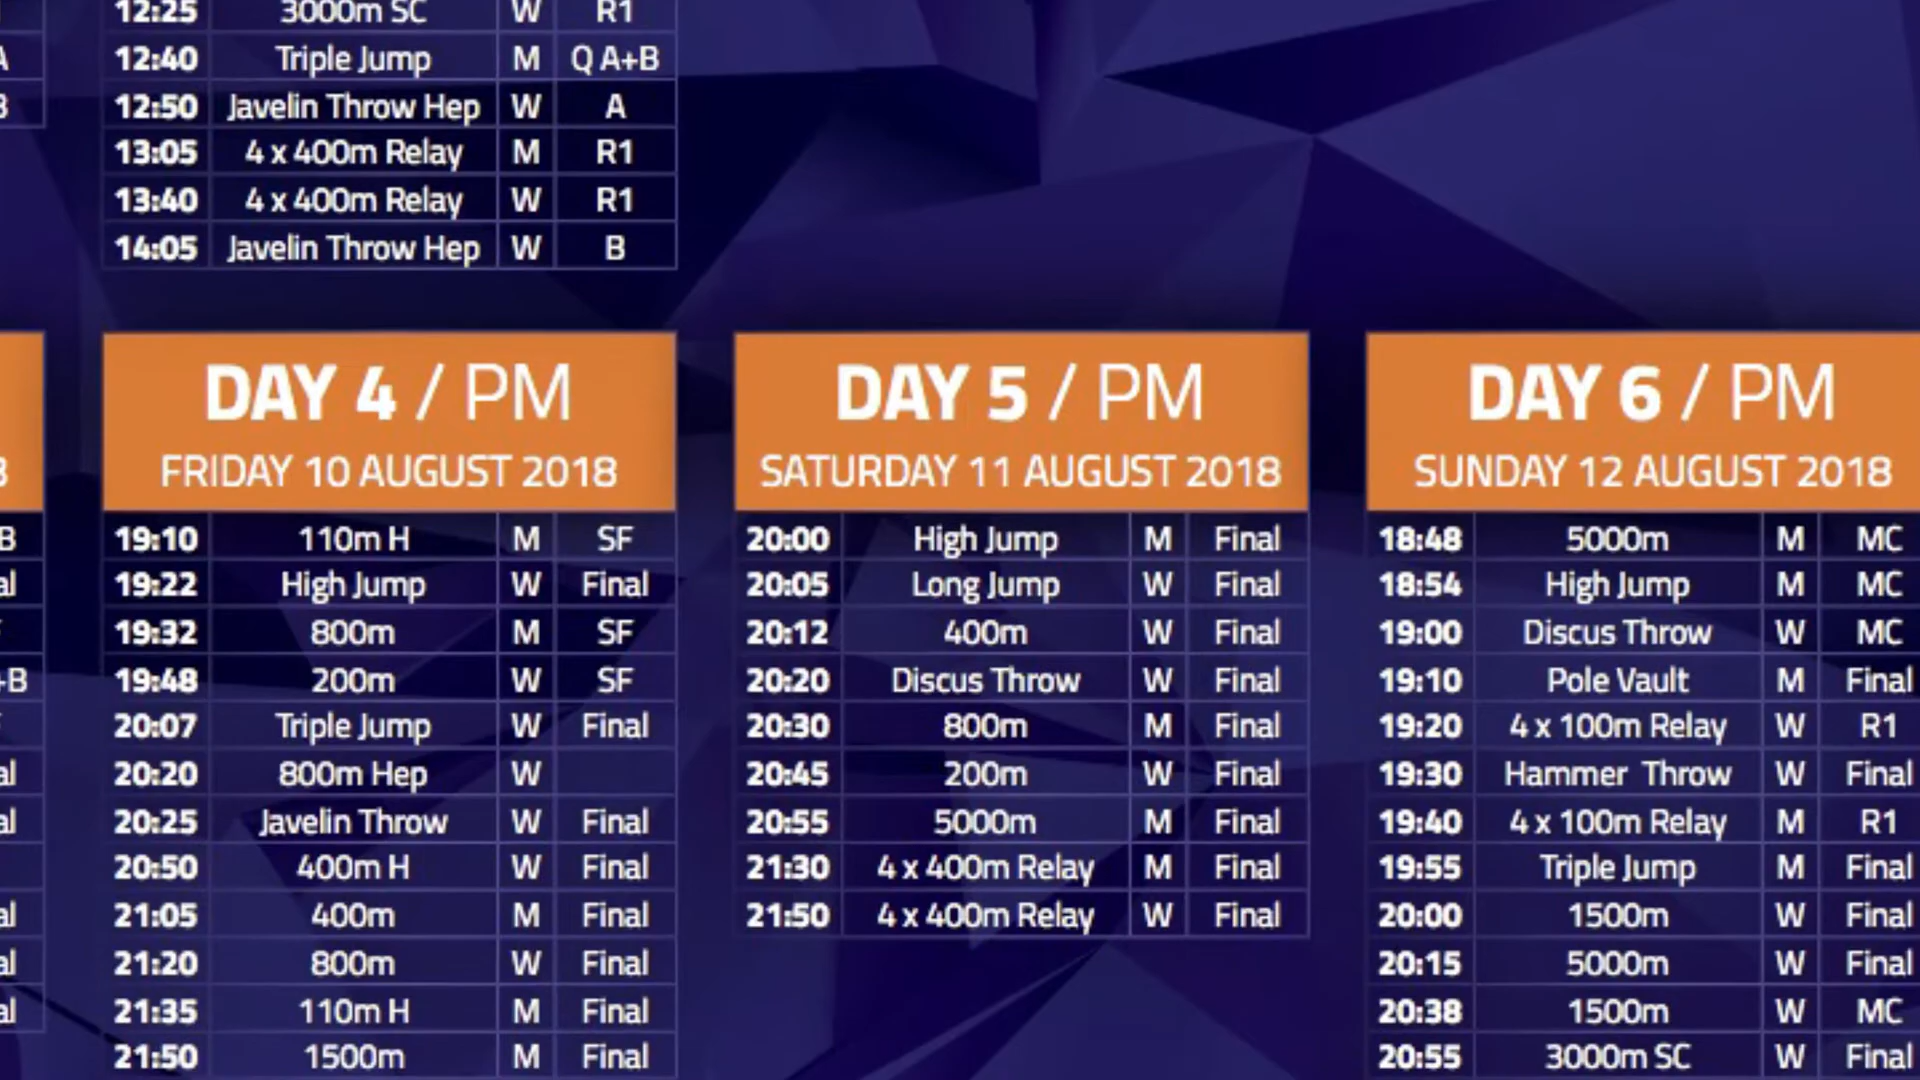 12:25 3000m SC W R1
12:40 Triple Jump M Q A+B
12:50 Javelin Throw Hep W A
13:05 4 x 400m Relay M R1
13:40 4 x 400m Relay W R1
14:05 Javelin Throw Hep W B
DAY 4 / PM
FRIDAY 10 AUGUST 2018
19:10 110m H M SF
19:22 High Jump W Final
19:32 800m M SF
19:48 200m W SF
20:07 Triple Jump W Final
20:20 800m Hep W
20:25 Javelin Throw W Final
20:50 400m H W Final
21:05 400m M Final
21:20 800m W Final
21:35 110m H M Final
21:50 1500m M Final
DAY 5 / PM
SATURDAY 11 AUGUST 2018
20:00 High Jump M Final
20:05 Long Jump W Final
20:12 400m W Final
20:20 Discus Throw W Final
20:30 800m M Final
20:45 200m W Final
20:55 5000m M Final
21:30 4 x 400m Relay M Final
21:50 4 x 400m Relay W Final
DAY 6 / PM
SUNDAY 12 AUGUST 2018
18:48 5000m M MC
18:54 High Jump M MC
19:00 Discus Throw W MC
19:10 Pole Vault M Final
19:20 4 x 100m Relay W R1
19:30 Hammer Throw W Final
19:40 4 x 100m Relay M R1
19:55 Triple Jump M Final
20:00 1500m W Final
20:15 5000m W Final
20:38 1500m W MC
20:55 3000m SC W Final